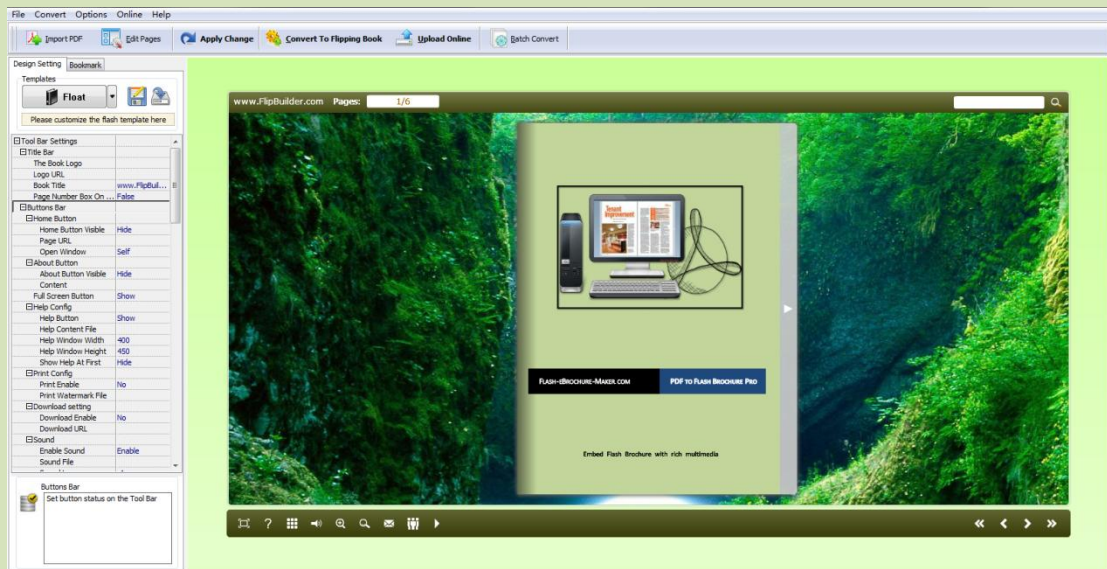 File Convert Options Online Help
Import PDF Edit Pages Apply Change Convert To Flipping Book Upload Online Batch Convert
Design Setting Bookmark
Templates
Float
Please customize the flash template here
Tool Bar Settings
Title Bar
The Book Logo
Logo URL
Book Title www.FlipBuil...
Page Number Box On ... False
Buttons Bar
Home Button
Home Button Visible Hide
Page URL
Open Window Self
About Button
About Button Visible Hide
Content
Full Screen Button Show
Help Config
Help Button Show
Help Content File
Help Window Width 400
Help Window Height 450
Show Help At First Hide
Print Config
Print Enable No
Print Watermark File
Download setting
Download Enable No
Download URL
Sound
Enable Sound Enable
Sound File
Buttons Bar
Set button status on the Tool Bar
www.FlipBuilder.com Pages: 1/6
Tenant
Improvement
FLASH-EBROCHURE-MAKER.COM PDF TO FLASH BROCHURE PRO
Embed Flash Brochure with rich multimedia